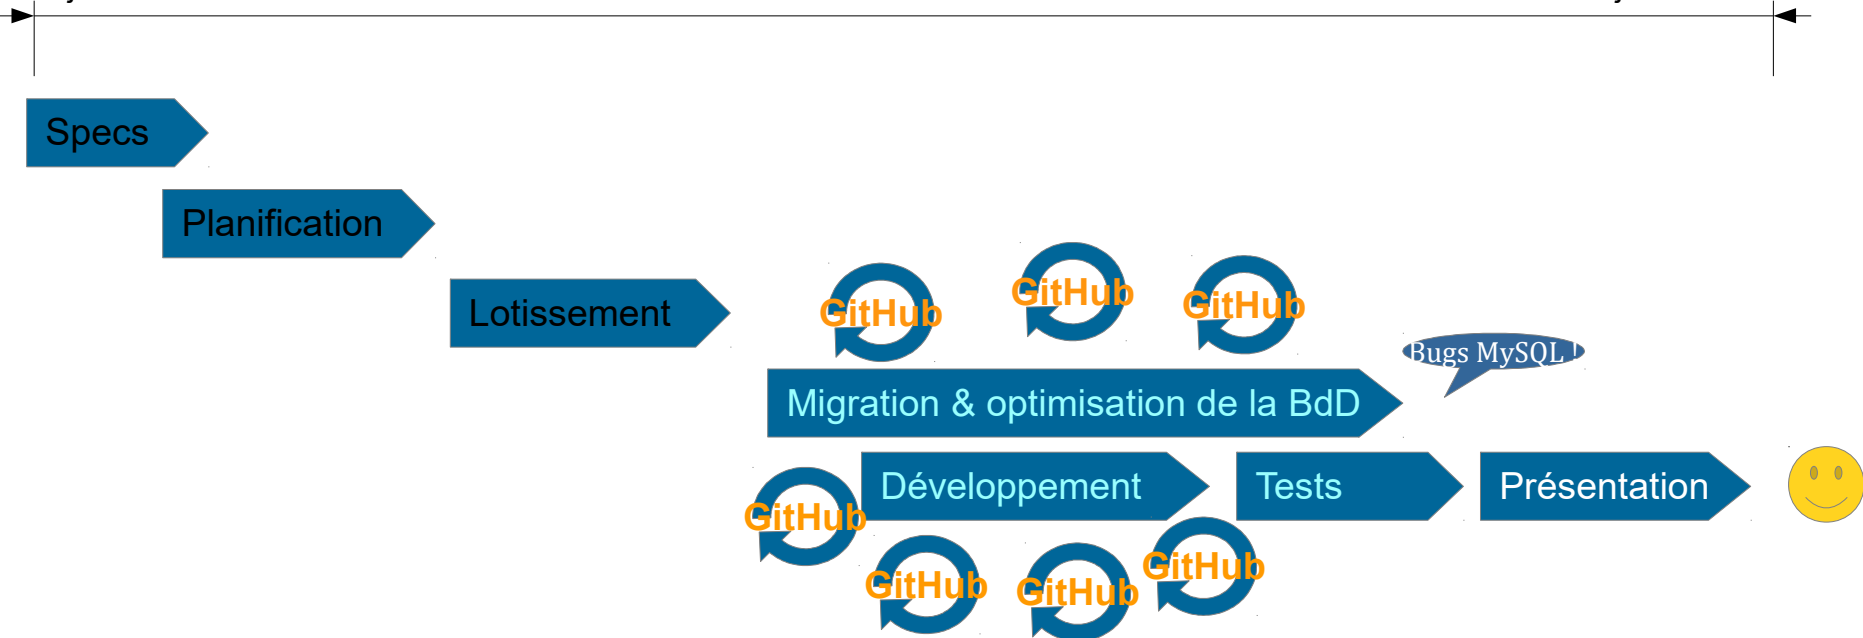 Specs
Planification
Lotissement
GitHub
GitHub
GitHub
Bugs MySQL !
Migration & optimisation de la BdD
Développement
Tests
Présentation
GitHub
GitHub
GitHub
GitHub